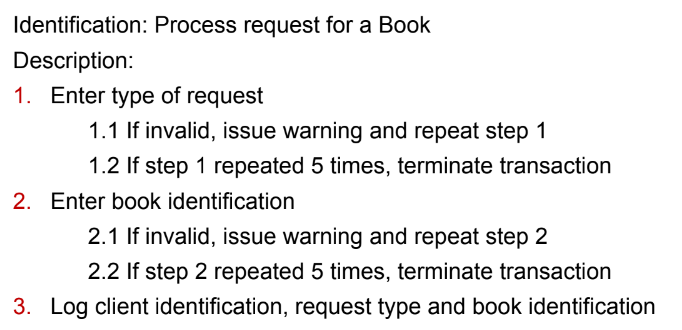 Identification: Process request for a Book
Description:
1. Enter type of request
1.1 If invalid, issue warning and repeat step 1
1.2 If step 1 repeated 5 times, terminate transaction
2. Enter book identification
2.1 If invalid, issue warning and repeat step 2
2.2 If step 2 repeated 5 times, terminate transaction
3. Log client identification, request type and book identification